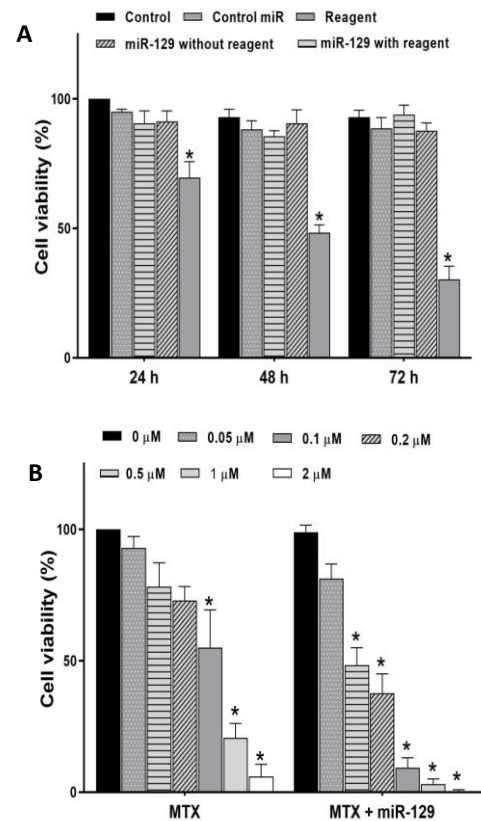 A
Control Control miR Reagent
miR-129 without reagent miR-129 with reagent
Cell viability (%)
100
50
0
*
*
*
24 h 48 h 72 h
0 μM 0.05 μM 0.1 μM 0.2 μM
B
0.5 μM 1 μM 2 μM
Cell viability (%)
100
50
0
* * *
* * * * *
MTX MTX + miR-129